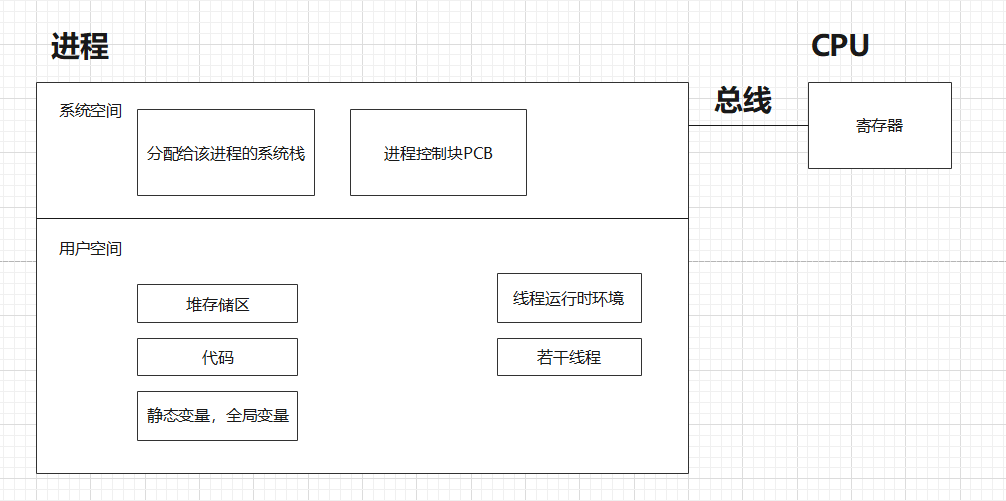 进程
CPU
总线
系统空间
分配给该进程的系统栈
进程控制块PCB
寄存器
用户空间
堆存储区
线程运行时环境
代码
若干线程
静态变量，全局变量